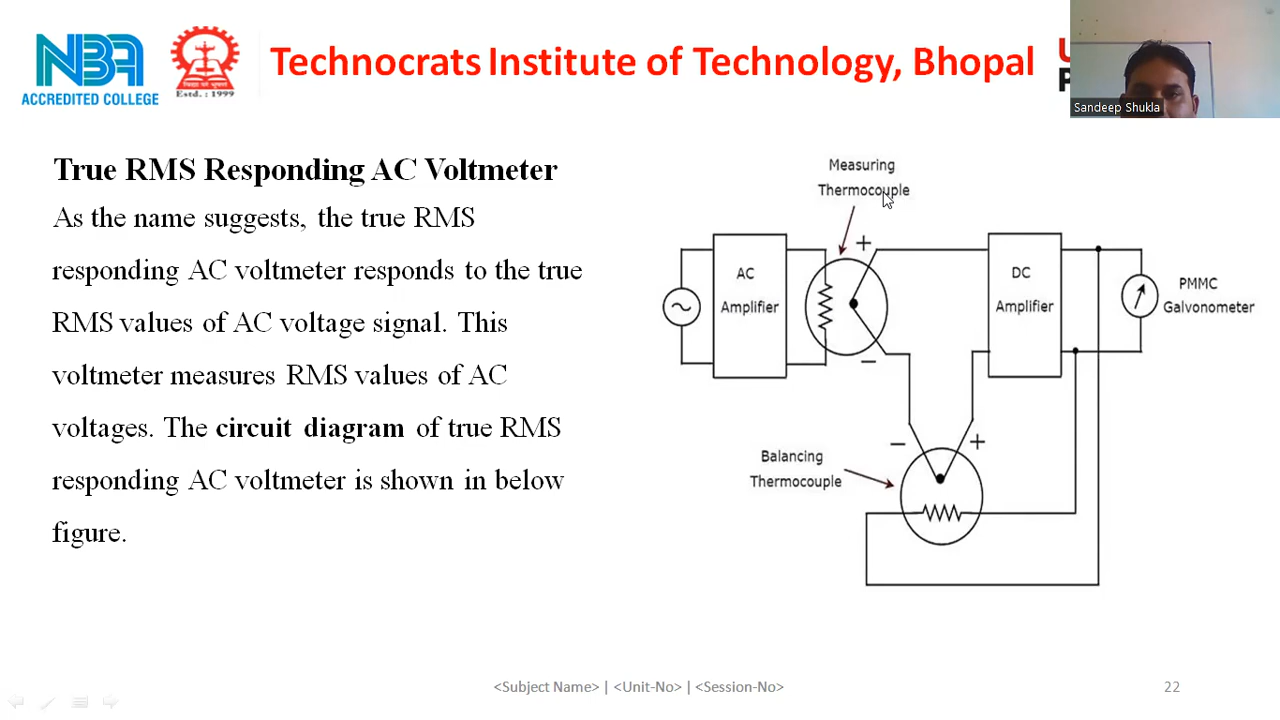 NBA
ACCREDITED COLLEGE
Estd. : 1999
Technocrats Institute of Technology, Bhopal
Sandeep Shukla
True RMS Responding AC Voltmeter
As the name suggests, the true RMS
responding AC voltmeter responds to the true
RMS values of AC voltage signal. This
voltmeter measures RMS values of AC
voltages. The circuit diagram of true RMS
responding AC voltmeter is shown in below
figure.
Measuring
Thermocouple
+
AC
Amplifier
−
DC
Amplifier
PMMC
Galvonometer
− +
Balancing
Thermocouple
<Subject Name> | <Unit-No> | <Session-No>
22